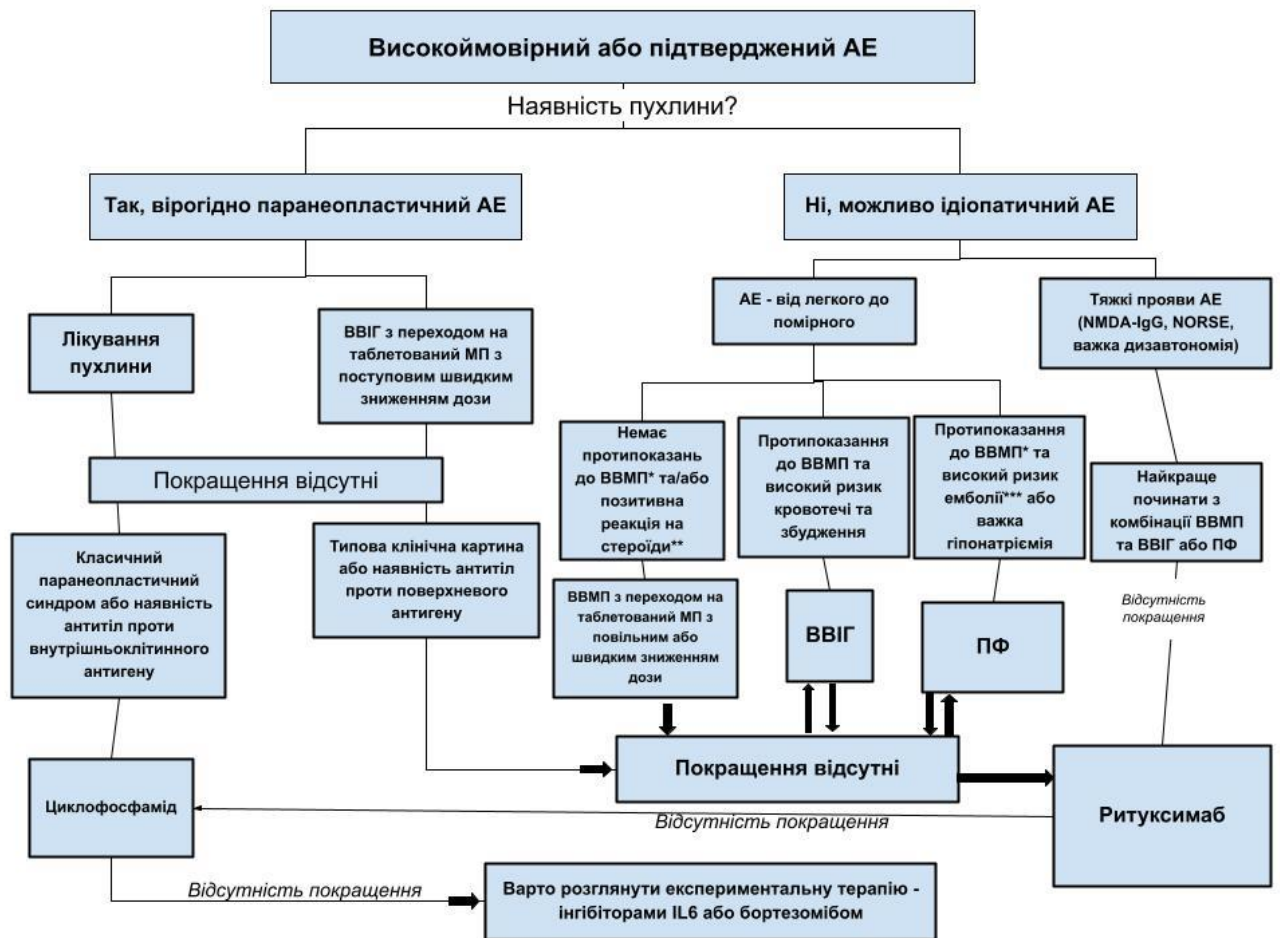 Високоймовірний або підтверджений АЕ
Наявність пухлини?
Так, вірогідно паранеопластичний АЕ
Ні, можливо ідіопатичний АЕ
Лікування
пухлини
ВВІГ з переходом на
таблетований МП з
поступовим швидким
зниженням дози
АЕ - від легкого до
помірного
Тяжкі прояви АЕ
(NMDA-IgG, NORSE,
важка дизавтономія)
Покращення відсутні
Немає
протипоказань
до ВВМП* та/або
позитивна
реакція на
стероїди**
Протипоказання
до ВВМП та
високий ризик
кровотечі та
збудження
Протипоказання
до ВВМП* та
високий ризик
емболії*** або
важка
гіпонатріємія
Найкраще
починати з
комбінації ВВМП
та ВВІГ або ПФ
Класичний
паранеопластичний
синдром або наявність
антитіл проти
внутрішньоклітинного
антигену
Типова клінічна картина
або наявність антитіл
проти поверхневого
антигену
ВВМП з переходом на
таблетований МП з
повільним або
швидким зниженням
дози
ВВІГ
ПФ
Відсутність
покращення
Покращення відсутні
Циклофосфамід
Відсутність покращення
Ритуксимаб
Відсутність покращення
Варто розглянути експериментальну терапію -
інгібіторами IL6 або бортезомібом